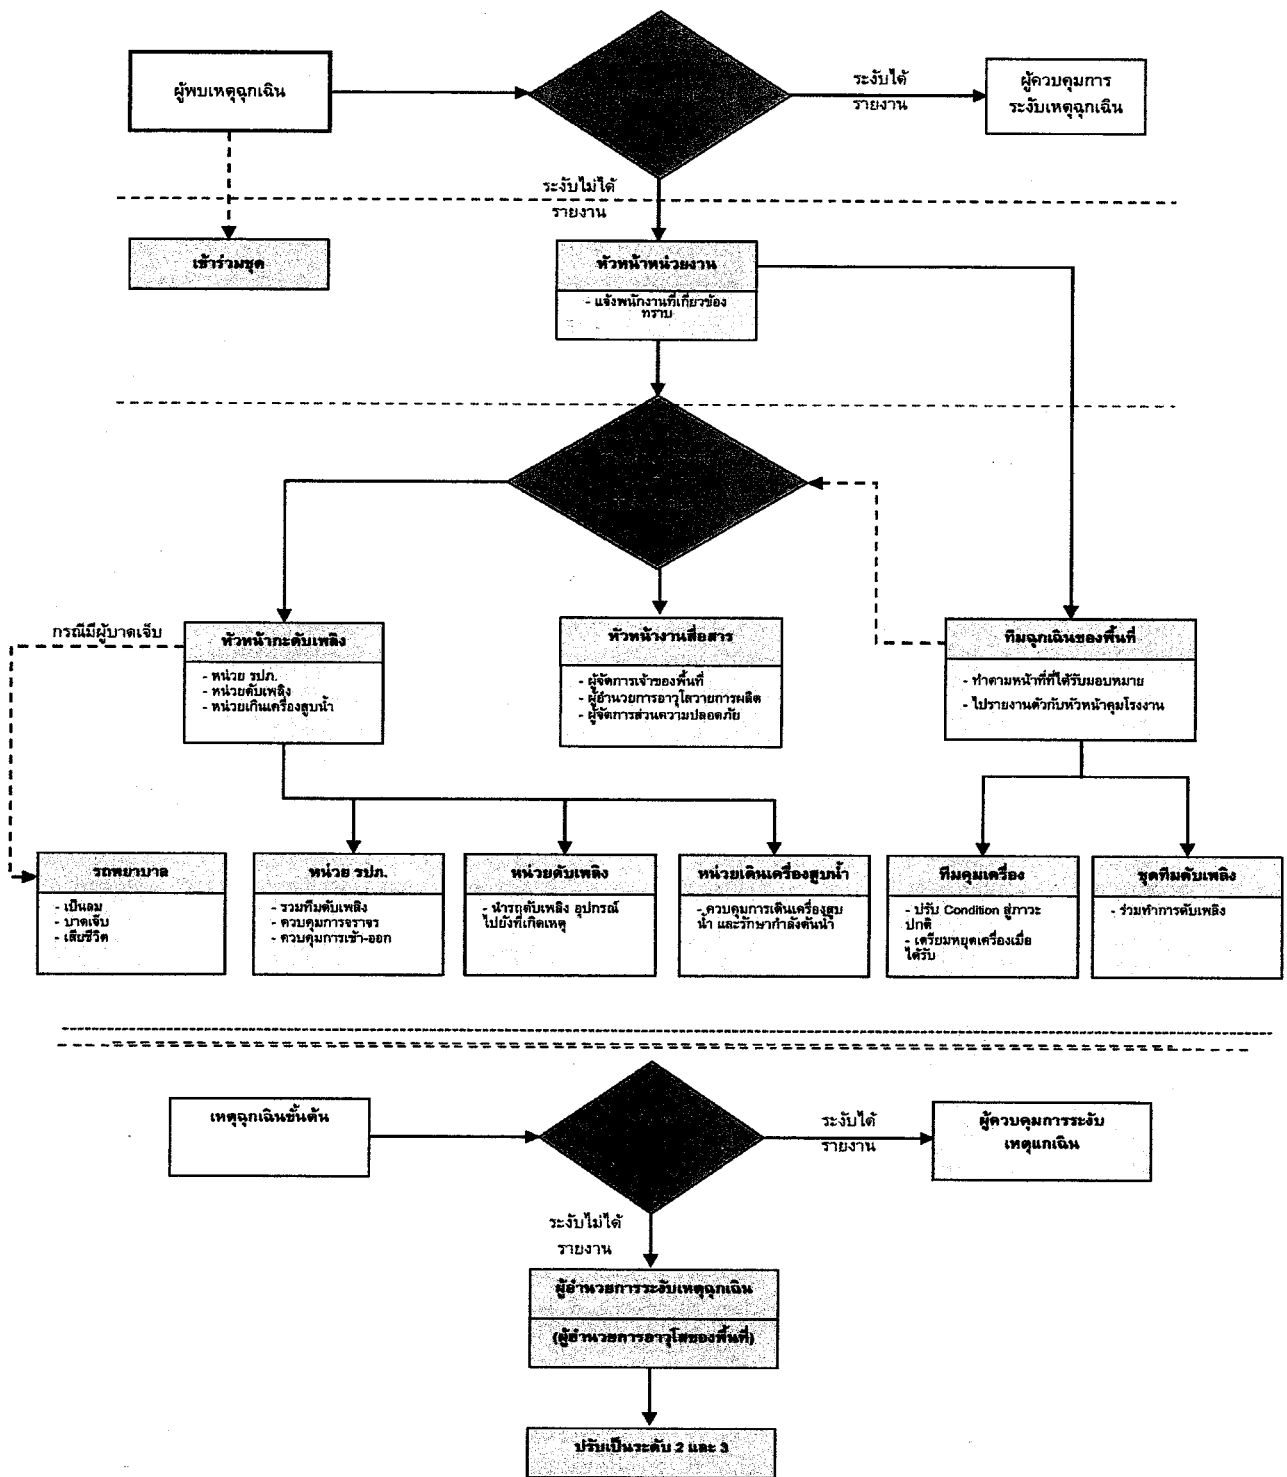 ผู้พบเหตุฉุกเฉิน
ระงับได้
รายงาน
ผู้ควบคุมการ
ระงับเหตุฉุกเฉิน
ระงับไม่ได้
รายงาน
เข้าร่วมชุด
หัวหน้าหน่วยงาน
- แจ้งพนักงานที่เกี่ยวข้อง
ทราบ
กรณีมีผู้บาดเจ็บ
หัวหน้ากะดับเพลิง
- หน่วย รปภ.
- หน่วยดับเพลิง
- หน่วยเกินเครื่องสูบน้ำ
หัวหน้างานสื่อสาร
- ผู้จัดการเจ้าของพื้นที่
- ผู้อำนวยการอาวุโสวายการผลิต
- ผู้จัดการส่วนความปลอดภัย
ทีมฉุกเฉินของพื้นที่
- ทำตามหน้าที่ที่ได้รับมอบหมาย
- ไปรายงานตัวกับหัวหน้าคุมโรงงาน
รถพยาบาล
- เป็นลม
- บาดเจ็บ
- เสียชีวิต
หน่วย รปภ.
- รวมทีมดับเพลิง
- ควบคุมการจราจร
- ควบคุมการเข้า-ออก
หน่วยดับเพลิง
- นำรถดับเพลิง อุปกรณ์
ไปยังที่เกิดเหตุ
หน่วยเดินเครื่องสูบน้ำ
- ควบคุมการเดินเครื่องสูบ
น้ำ และรักษากำลังดันน้ำ
ทีมคุมเครื่อง
- ปรับ Condition สู่ภาวะ
ปกติ
- เตรียมหยุดเครื่องเมื่อ
ได้รับ
ชุดทีมดับเพลิง
- ร่วมทำการดับเพลิง
เหตุฉุกเฉินขั้นต้น
ระงับได้
รายงาน
ผู้ควบคุมการระงับ
เหตุแกเฉิน
ระงับไม่ได้
รายงาน
ผู้อำนวยการระงับเหตุฉุกเฉิน
(ผู้อำนวยการอาวุโสของพื้นที่)
ปรับเป็นระดับ 2 และ 3